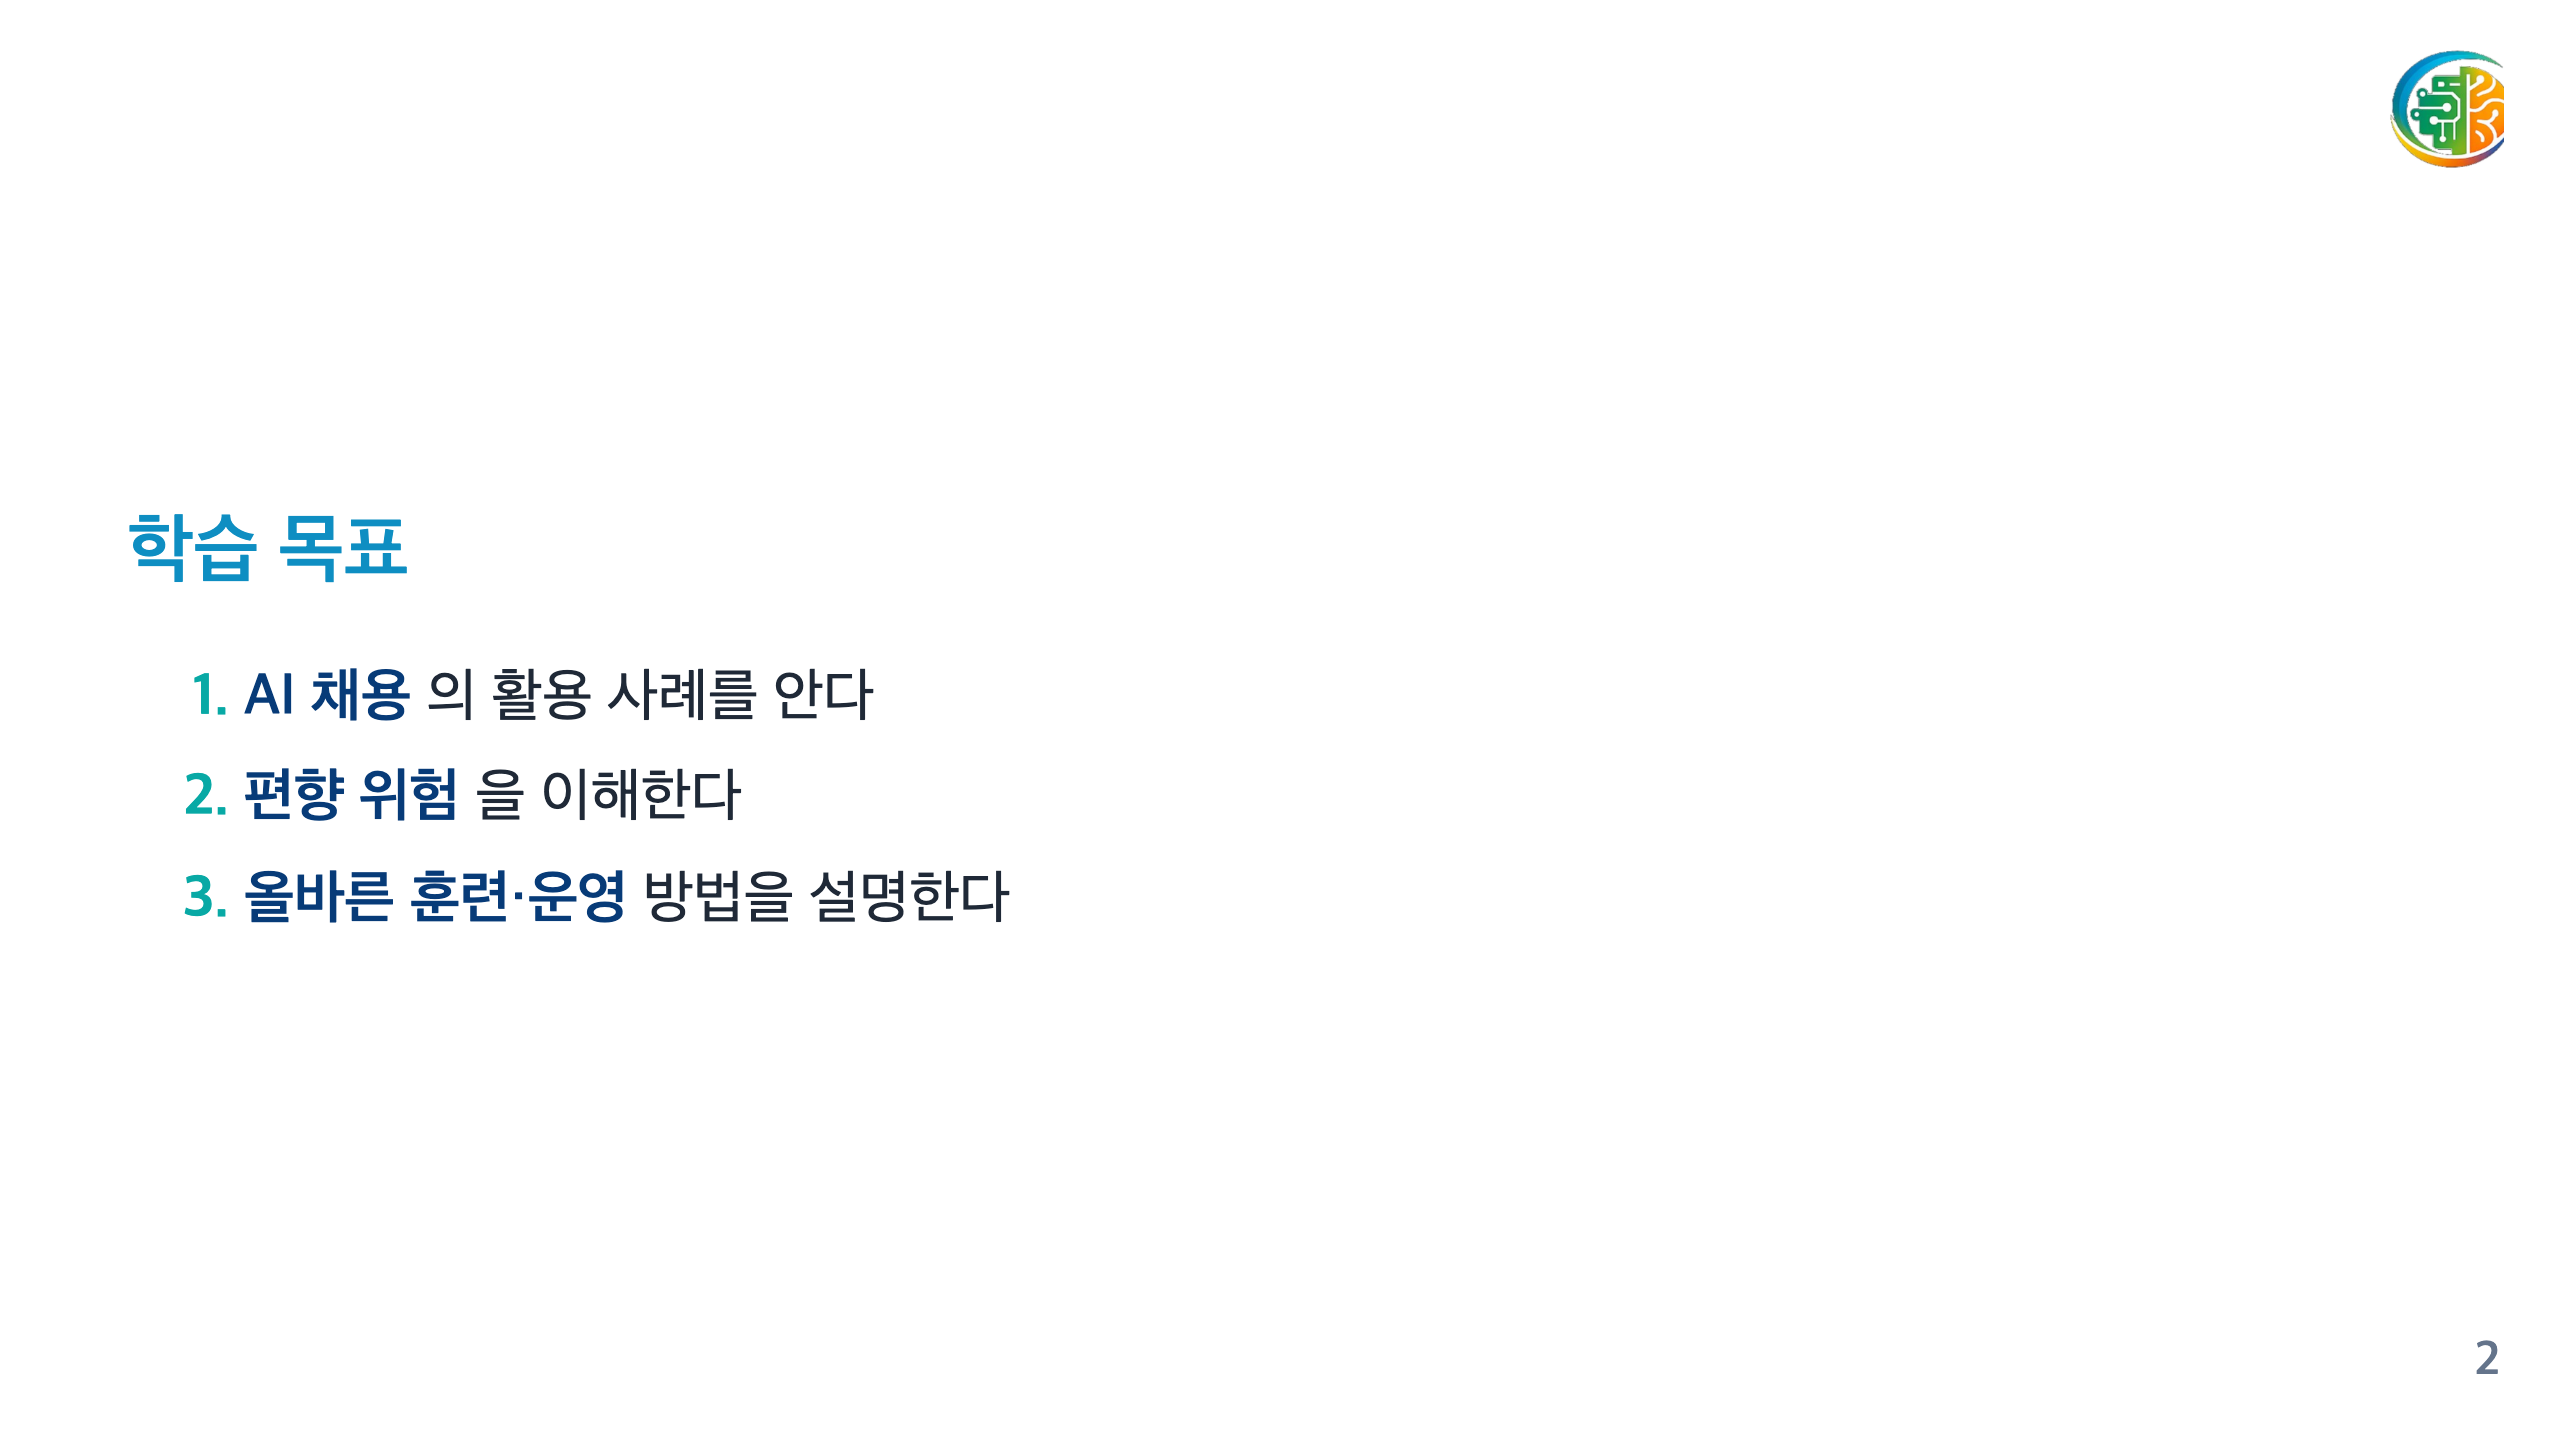 학습 목표
1. AI 채용 의 활용 사례를 안다
2. 편향 위험 을 이해한다
3. 올바른 훈련·운영 방법을 설명한다
2